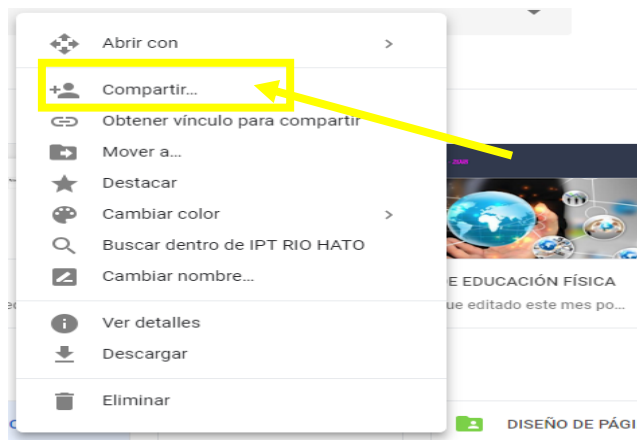 Abrir con
Compartir...
Obtener vínculo para compartir
Mover a...
Destacar
Cambiar color
Buscar dentro de IPT RIO HATO
Cambiar nombre...
Ver detalles
Descargar
Eliminar
E EDUCACIÓN FÍSICA
ue editado este mes po...
DISEÑO DE PÁGI